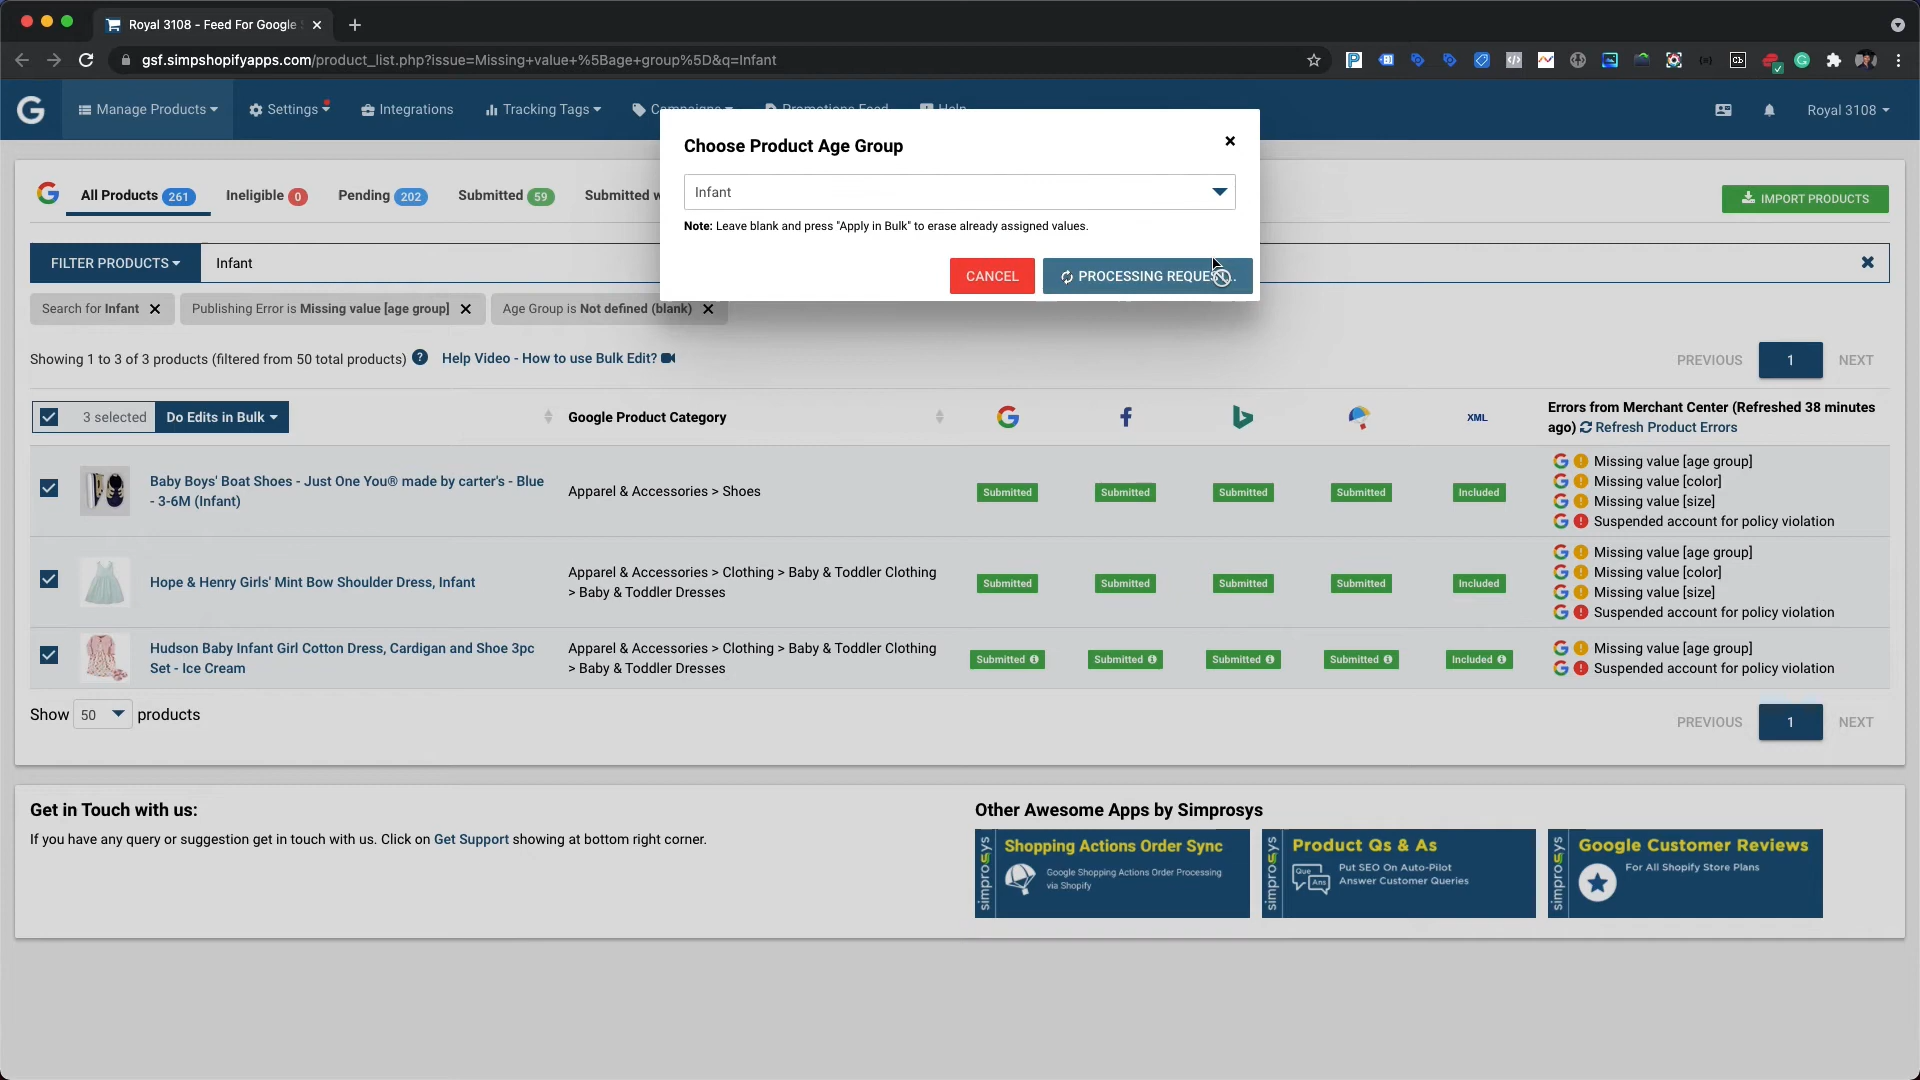 Royal 3108 - Feed For Google
gsf.simpshopifyapps.com/product_list.php?issue=Missing+value+%5Bage+group%5D&q=Infant
Manage Products
Settings
Integrations
Tracking Tags
Campaigns
Promotions Feed
Help
Royal 3108
Choose Product Age Group
Infant
Note: Leave blank and press "Apply in Bulk" to erase already assigned values.
CANCEL
PROCESSING
All Products 261
Ineligible 0
Pending 202
Submitted 59
Submitted
IMPORT PRODUCTS
FILTER PRODUCTS
Infant
Search for Infant
Publishing Error is Missing value [age group]
Age Group is Not defined (blank)
Showing 1 to 3 of 3 products (filtered from 50 total products)
Help Video - How to use Bulk Edit?
PREVIOUS 1 NEXT
3 selected
Do Edits in Bulk
Google Product Category
XML
Errors from Merchant Center (Refreshed 38 minutes
ago) Refresh Product Errors
Baby Boys' Boat Shoes - Just One You® made by carter's - Blue
- 3-6M (Infant)
Apparel & Accessories > Shoes
Submitted Submitted Submitted Submitted Included
Missing value [age group]
Missing value [color]
Missing value [size]
Suspended account for policy violation
Hope & Henry Girls' Mint Bow Shoulder Dress, Infant
Apparel & Accessories > Clothing > Baby & Toddler Clothing
> Baby & Toddler Dresses
Submitted Submitted Submitted Submitted Included
Missing value [age group]
Missing value [color]
Missing value [size]
Suspended account for policy violation
Hudson Baby Infant Girl Cotton Dress, Cardigan and Shoe 3pc
Set - Ice Cream
Apparel & Accessories > Clothing > Baby & Toddler Clothing
> Baby & Toddler Dresses
Submitted Submitted Submitted Submitted Included
Missing value [age group]
Suspended account for policy violation
Show 50 products
PREVIOUS 1 NEXT
Get in Touch with us:
If you have any query or suggestion get in touch with us. Click on Get Support showing at bottom right corner.
Other Awesome Apps by Simprosys
simprosys
Shopping Actions Order Sync
Google Shopping Actions Order Processing
via Shopify
simprosys
Product Qs & As
Que
Ans
Put SEO On Auto-Pilot
Answer Customer Queries
simprosys
Google Customer Reviews
For All Shopify Store Plans